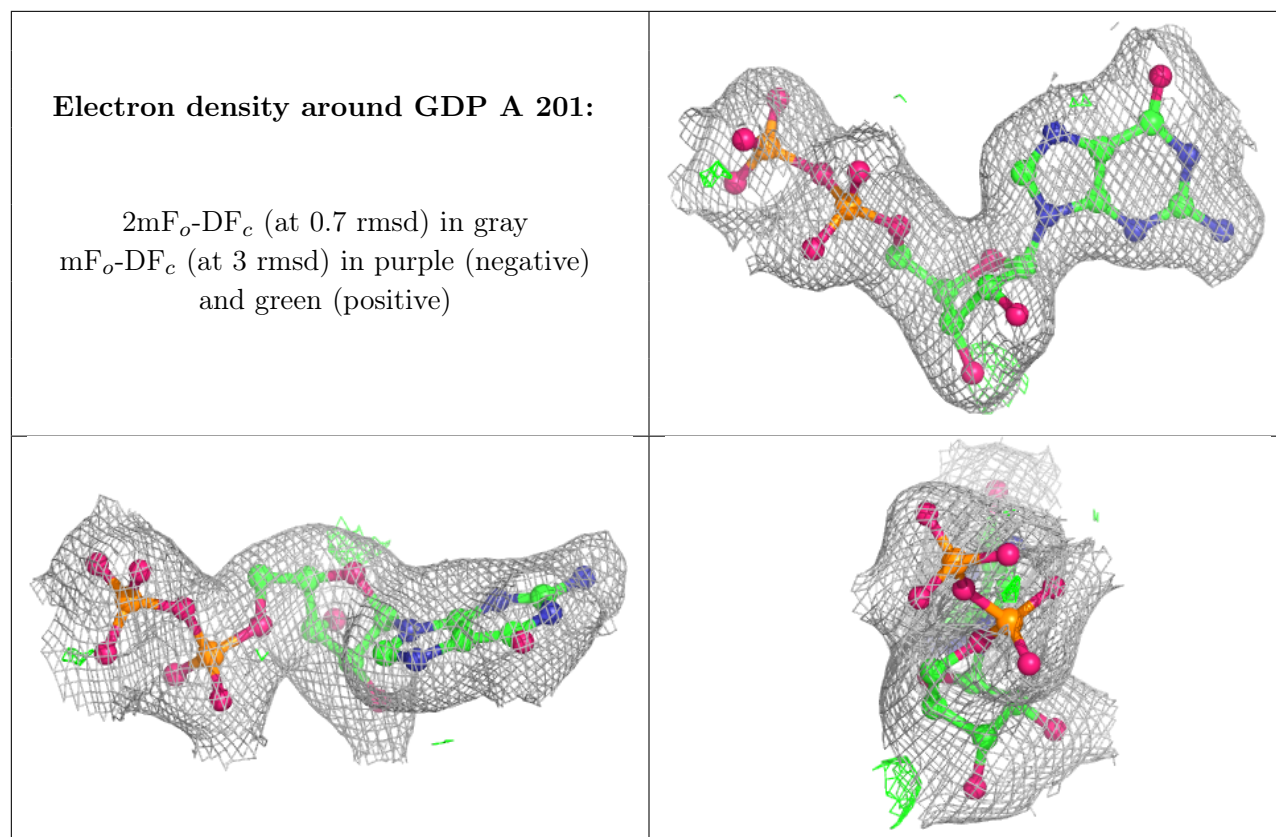 Electron density around GDP A 201:
2mFo-DFc (at 0.7 rmsd) in gray
mFo-DFc (at 3 rmsd) in purple (negative)
and green (positive)